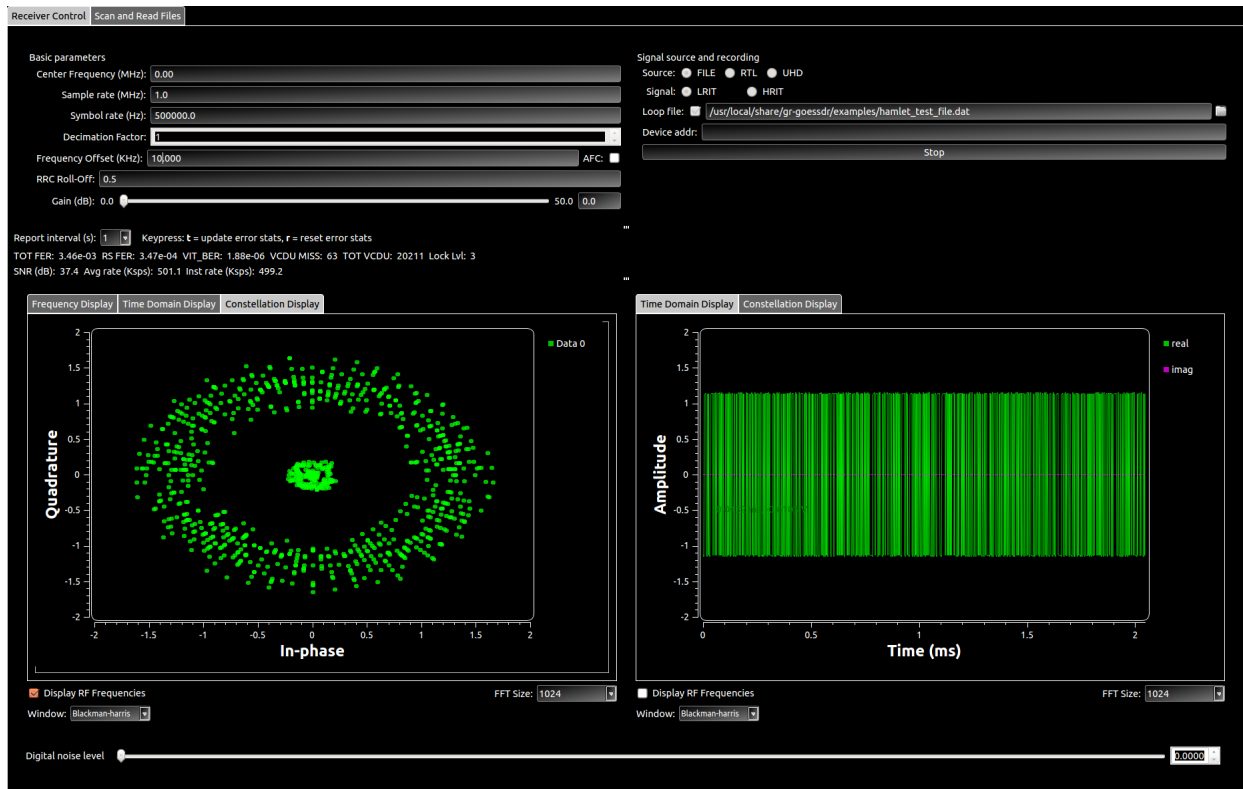 Receiver Control Scan and Read Files
Basic parameters
Center Frequency (MHz): 0.00
Sample rate (MHz): 1.0
Symbol rate (Hz): 500000.0
Decimation Factor: 1
Frequency Offset (KHz): 10.000 AFC:
RRC Roll-Off: 0.5
Gain (dB): 0.0 50.0 0.0
Signal source and recording
Source: FILE RTL UHD
Signal: LRIT HRIT
Loop file: /usr/local/share/gr-goessdr/examples/hamlet_test_file.dat
Device addr:
Stop
Report interval (s): 1 Keypress: t = update error stats, r = reset error stats
TOT FER: 3.46e-03 RS FER: 3.47e-04 VIT_BER: 1.88e-06 VCDU MISS: 63 TOT VCDU: 20211 Lock Lvl: 3
SNR (dB): 37.4 Avg rate (Ksps): 501.1 Inst rate (Ksps): 499.2
Frequency Display Time Domain Display Constellation Display
Data 0
Quadrature
2
1.5
1
0.5
0
-0.5
-1
-1.5
-2
-2 -1.5 -1 -0.5 0 0.5 1 1.5 2
In-phase
Display RF Frequencies FFT Size: 1024
Window: Blackman-harris
Time Domain Display Constellation Display
real
imag
Amplitude
2
1.5
1
0.5
0
-0.5
-1
-1.5
-2
0 0.5 1 1.5 2
Time (ms)
Display RF Frequencies FFT Size: 1024
Window: Blackman-harris
Digital noise level 0.0000